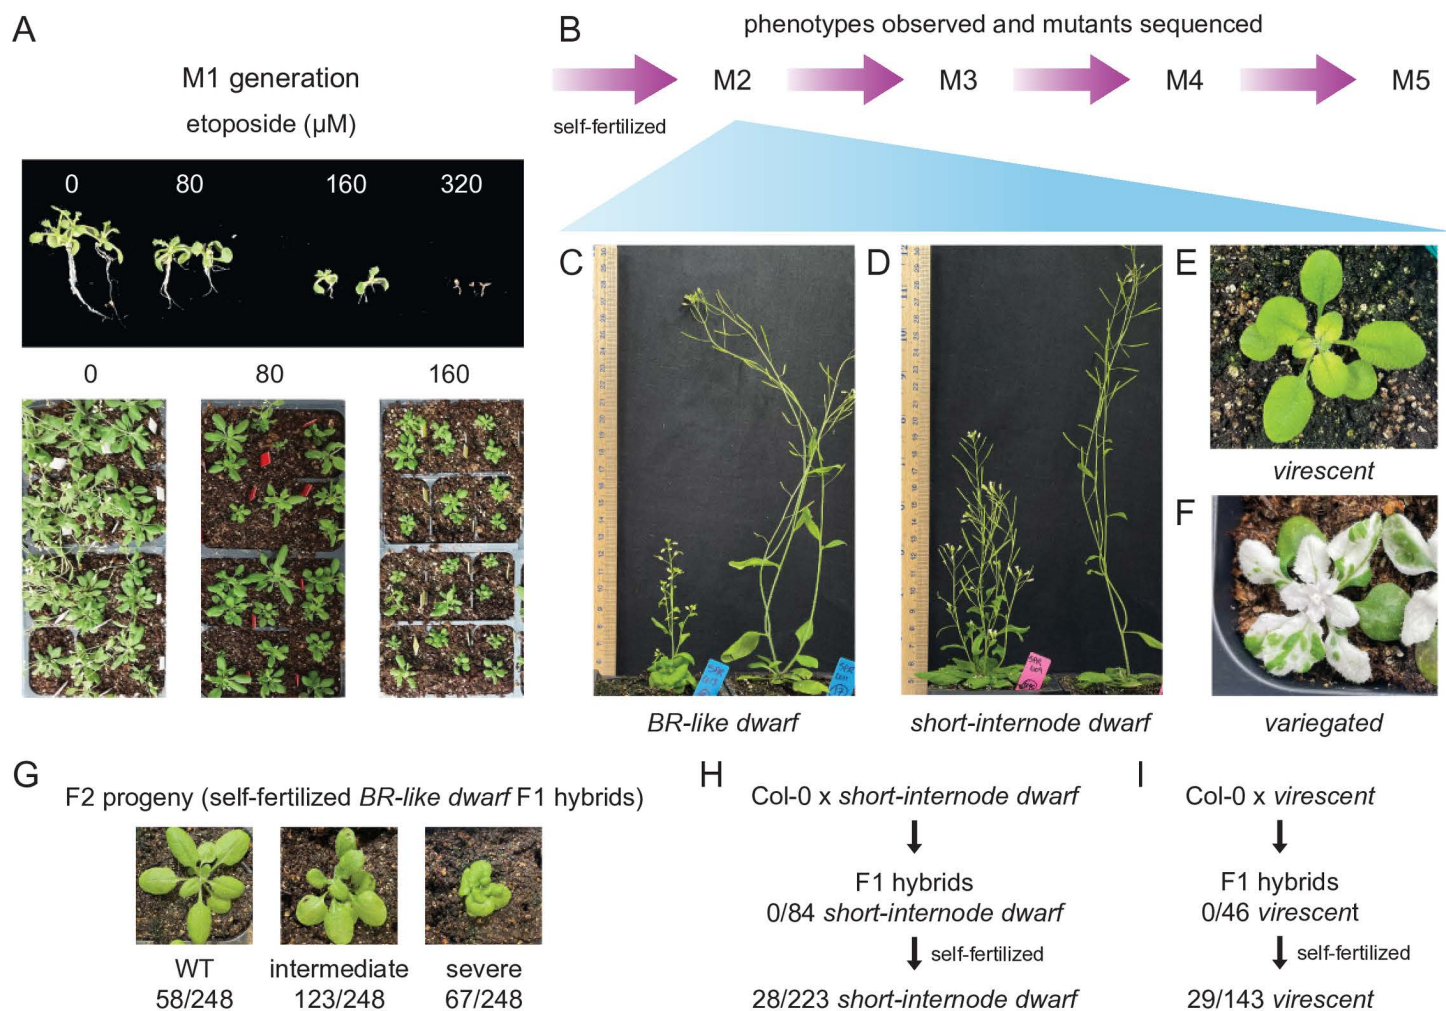 A
M1 generation
etoposide (µM)
0 80 160 320
0 80 160
B
phenotypes observed and mutants sequenced
M2 M3 M4 M5
self-fertilized
C
BR-like dwarf
D
short-internode dwarf
E
virescent
F
variegated
G
F2 progeny (self-fertilized BR-like dwarf F1 hybrids)
WT intermediate severe
58/248 123/248 67/248
H
Col-0 x short-internode dwarf
F1 hybrids
0/84 short-internode dwarf
self-fertilized
28/223 short-internode dwarf
I
Col-0 x virescent
F1 hybrids
0/46 virescent
self-fertilized
29/143 virescent